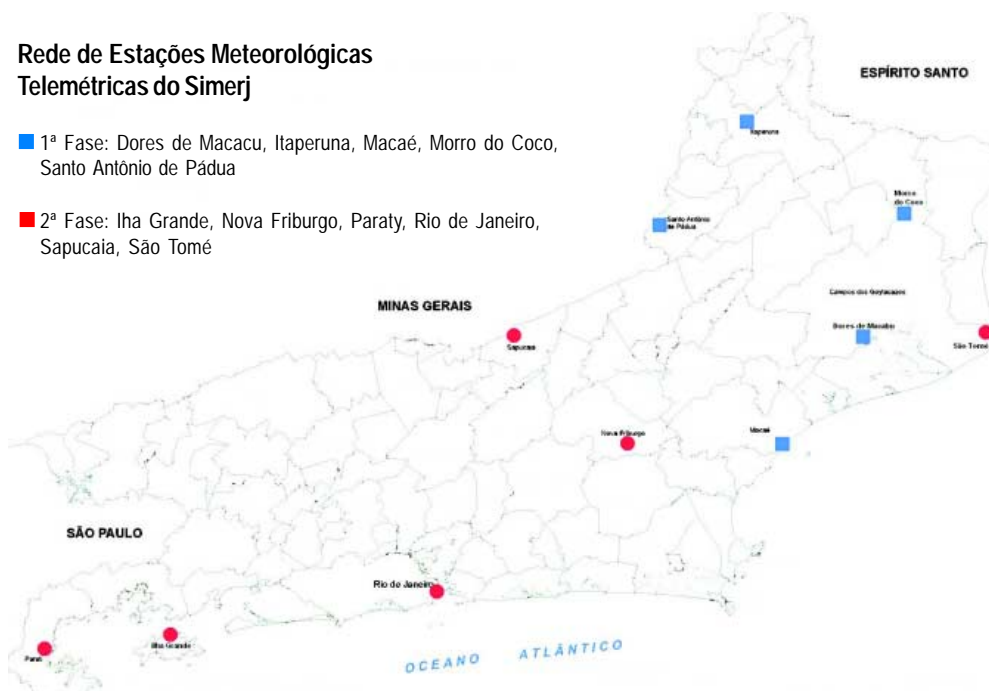 Rede de Estações Meteorológicas
Telemétricas do Simerj
1ª Fase: Dores de Macacu, Itaperuna, Macaé, Morro do Coco,
Santo Antônio de Pádua
2ª Fase: Ilha Grande, Nova Friburgo, Paraty, Rio de Janeiro,
Sapucaia, São Tomé
ESPÍRITO SANTO
Itaperuna
Morro
do Coco
Santo Antônio
de Pádua
Campos dos Goytacazes
MINAS GERAIS
Dores de Macabu
Sapucaia
São Tomé
Nova Friburgo
Macaé
SÃO PAULO
Rio de Janeiro
Ilha Grande
Parati
OCEANO ATLÂNTICO